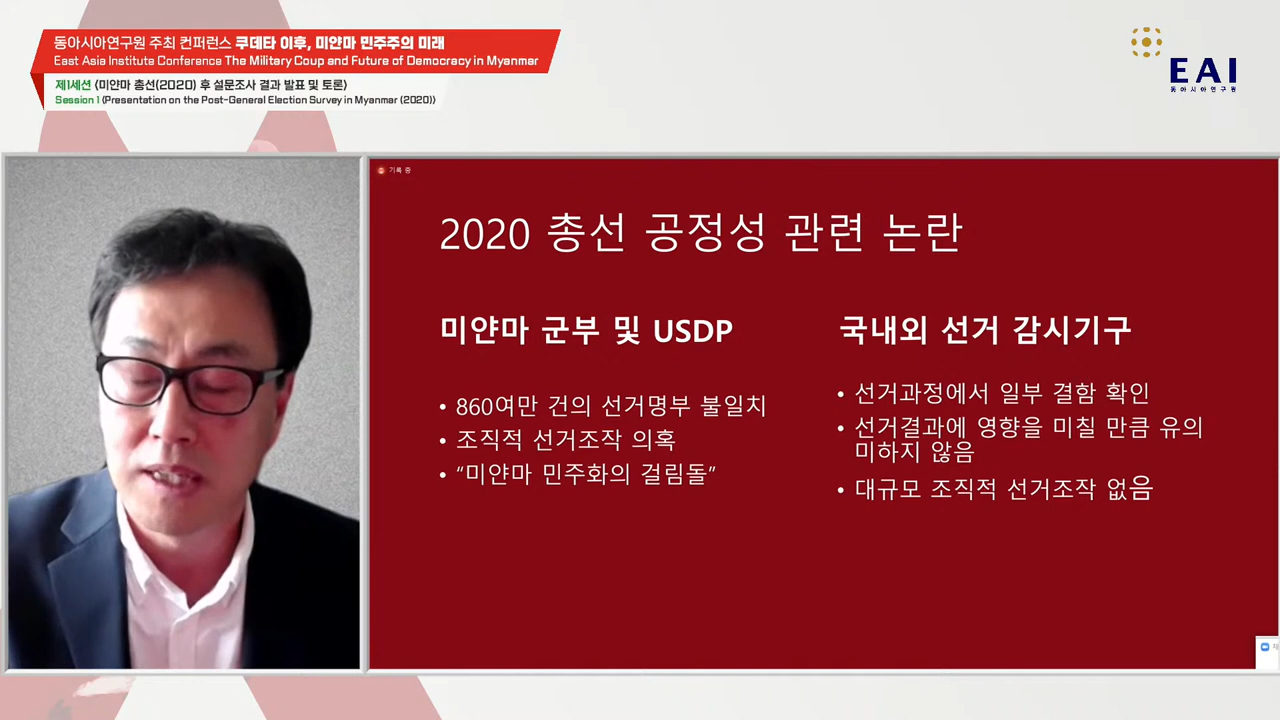 동아시아연구원 주최 컨퍼런스 쿠데타 이후, 미얀마 민주주의 미래
East Asia Institute Conference The Military Coup and Future of Democracy in Myanmar
제1세션 〈미얀마 총선(2020) 후 설문조사 결과 발표 및 토론〉
Session 1 (Presentation on the Post-General Election Survey in Myanmar (2020))
EAI
동아시아연구원
기록 중
2020 총선 공정성 관련 논란
미얀마 군부 및 USDP
• 860여만 건의 선거명부 불일치
• 조직적 선거조작 의혹
• “미얀마 민주화의 걸림돌”
국내외 선거 감시기구
• 선거과정에서 일부 결함 확인
• 선거결과에 영향을 미칠 만큼 유의
미하지 않음
• 대규모 조직적 선거조작 없음